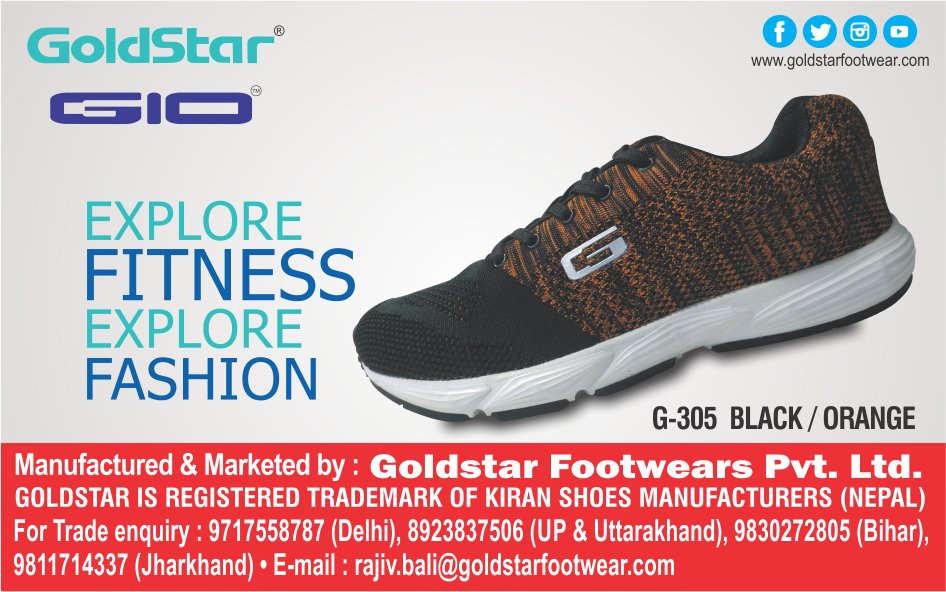 GoldStar®
www.goldstarfootwear.com
GIO™
EXPLORE
FITNESS
EXPLORE
FASHION
G
G-305 BLACK / ORANGE
Manufactured & Marketed by : Goldstar Footwears Pvt. Ltd.
GOLDSTAR IS REGISTERED TRADEMARK OF KIRAN SHOES MANUFACTURERS (NEPAL)
For Trade enquiry : 9717558787 (Delhi), 8923837506 (UP & Uttarakhand), 9830272805 (Bihar),
9811714337 (Jharkhand) • E-mail : rajiv.bali@goldstarfootwear.com